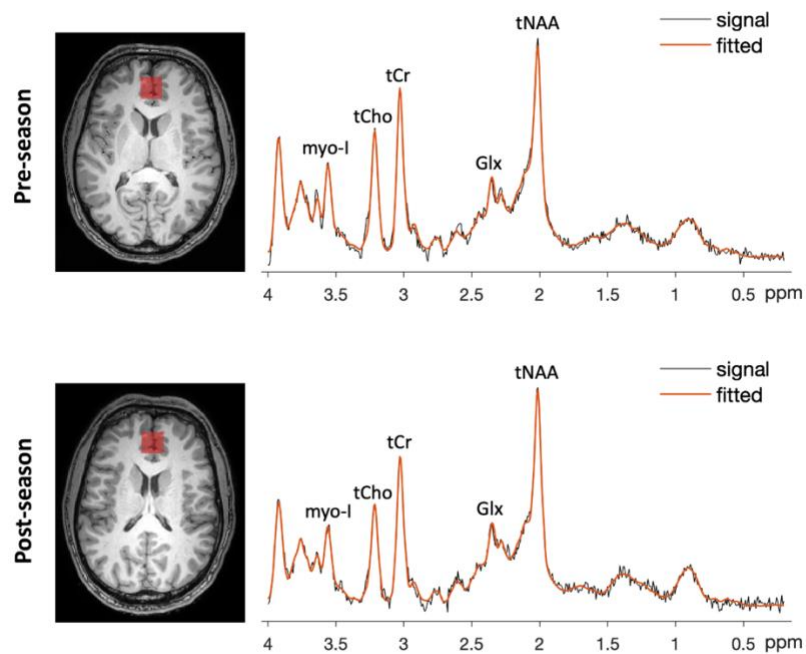 Pre-season
tNAA
signal
fitted
tCr
tCho
myo-I
Glx
4 3.5 3 2.5 2 1.5 1 0.5 ppm
Post-season
tNAA
signal
fitted
tCr
tCho
myo-I
Glx
4 3.5 3 2.5 2 1.5 1 0.5 ppm